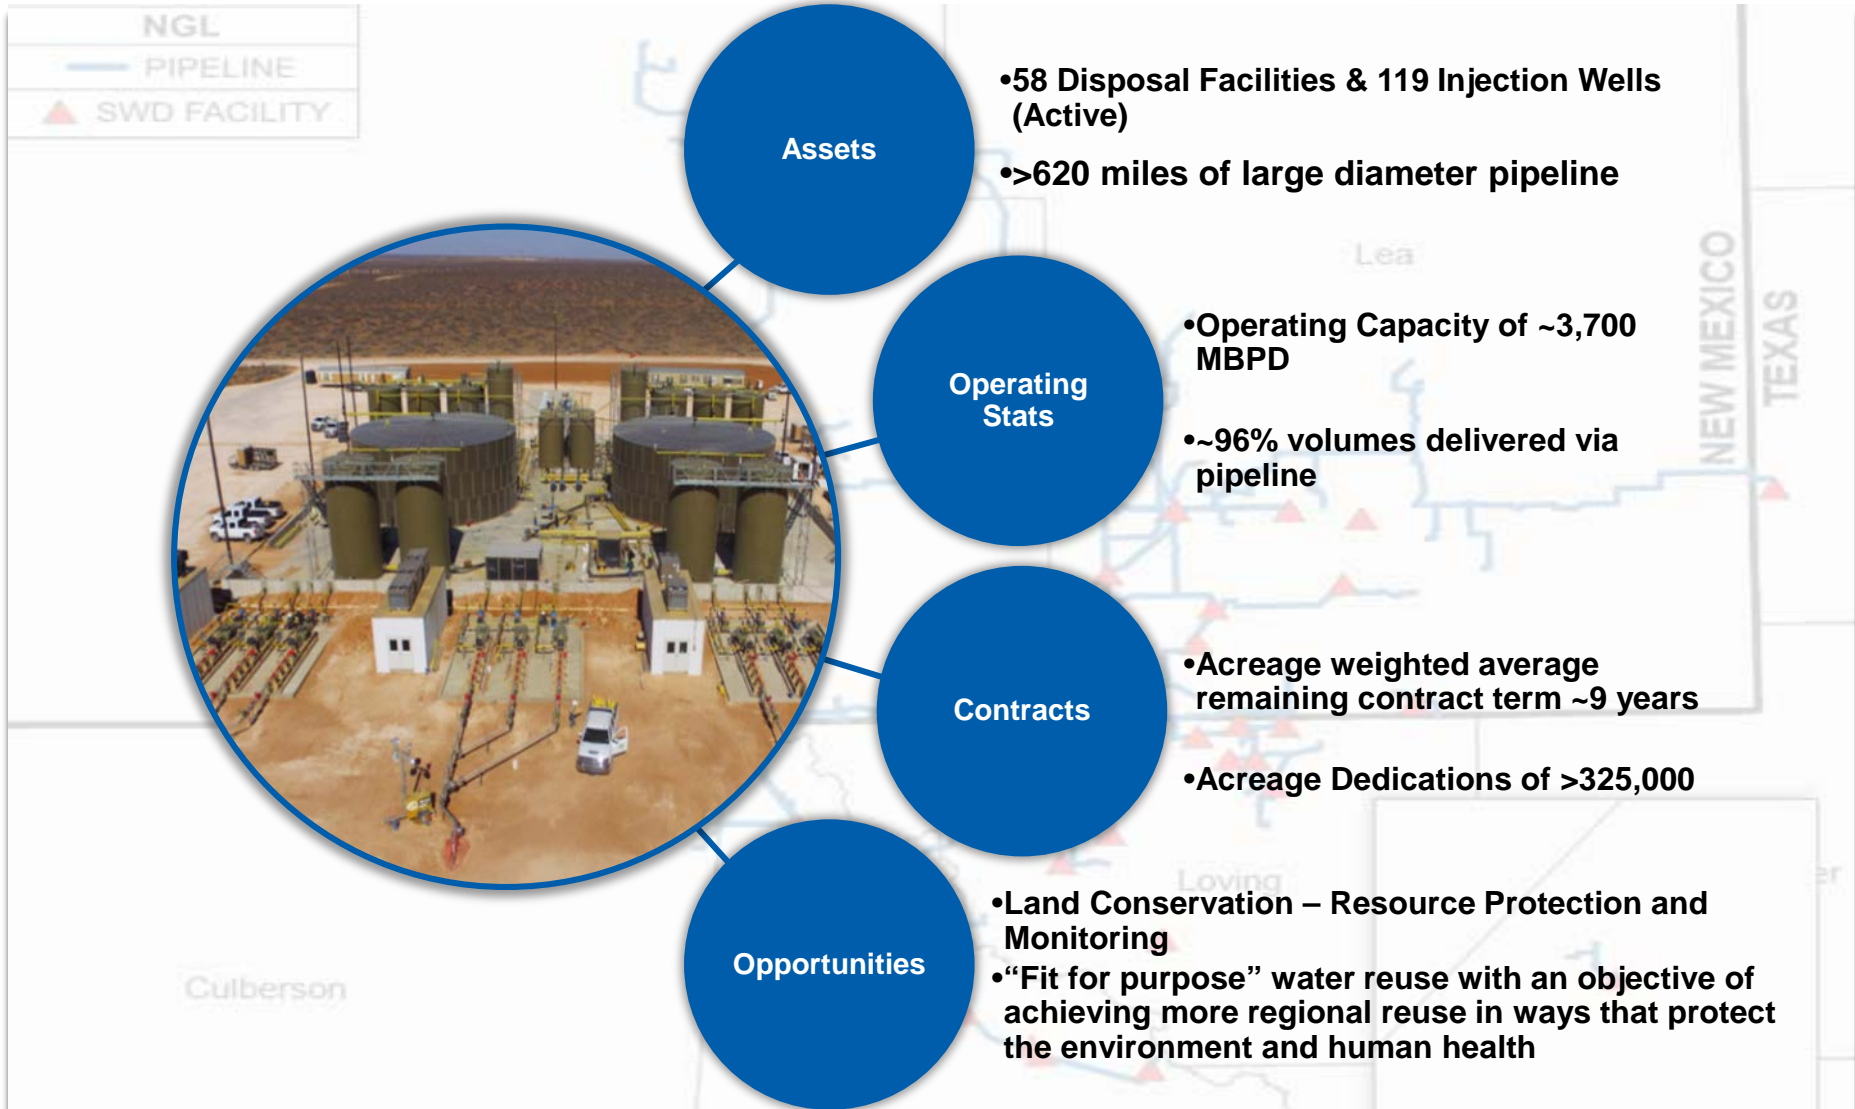 NGL
PIPELINE
SWD FACILITY
Assets
•58 Disposal Facilities & 119 Injection Wells
(Active)
•>620 miles of large diameter pipeline
Lea
NEW MEXICO
TEXAS
Operating
Stats
•Operating Capacity of ~3,700
MBPD
•~96% volumes delivered via
pipeline
Contracts
•Acreage weighted average
remaining contract term ~9 years
•Acreage Dedications of >325,000
Loving
Culberson
Opportunities
•Land Conservation – Resource Protection and
Monitoring
•“Fit for purpose” water reuse with an objective of
achieving more regional reuse in ways that protect
the environment and human health